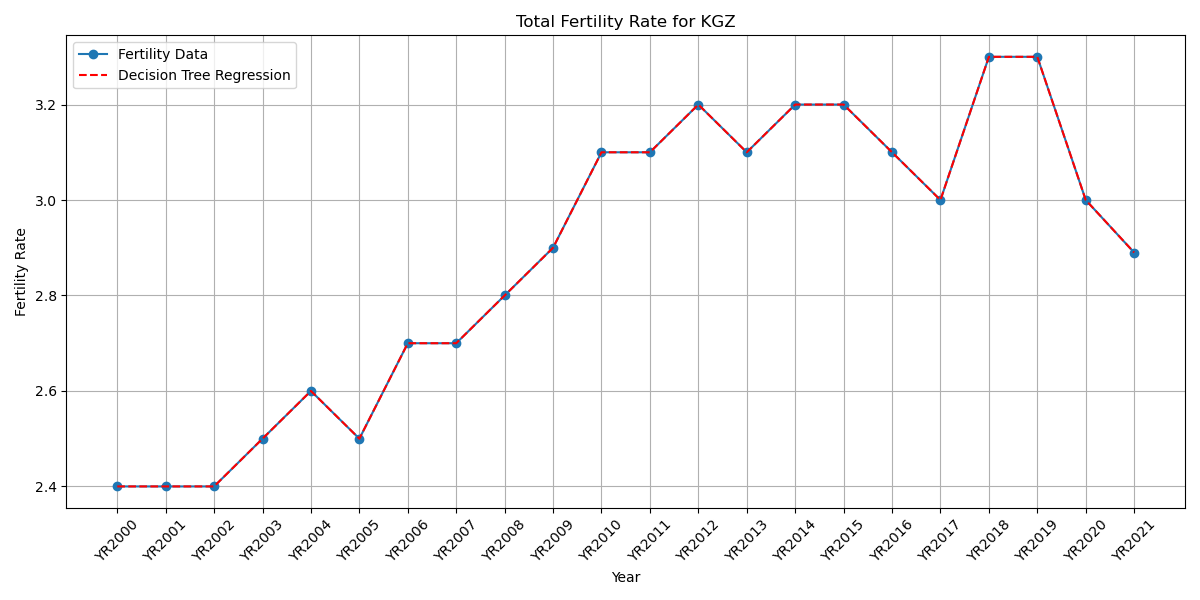 Total Fertility Rate for KGZ
Fertility Data
Decision Tree Regression
Fertility Rate
3.2
3.0
2.8
2.6
2.4
YR2000
YR2001
YR2002
YR2003
YR2004
YR2005
YR2006
YR2007
YR2008
YR2009
YR2010
YR2011
YR2012
YR2013
YR2014
YR2015
YR2016
YR2017
YR2018
YR2019
YR2020
YR2021
Year